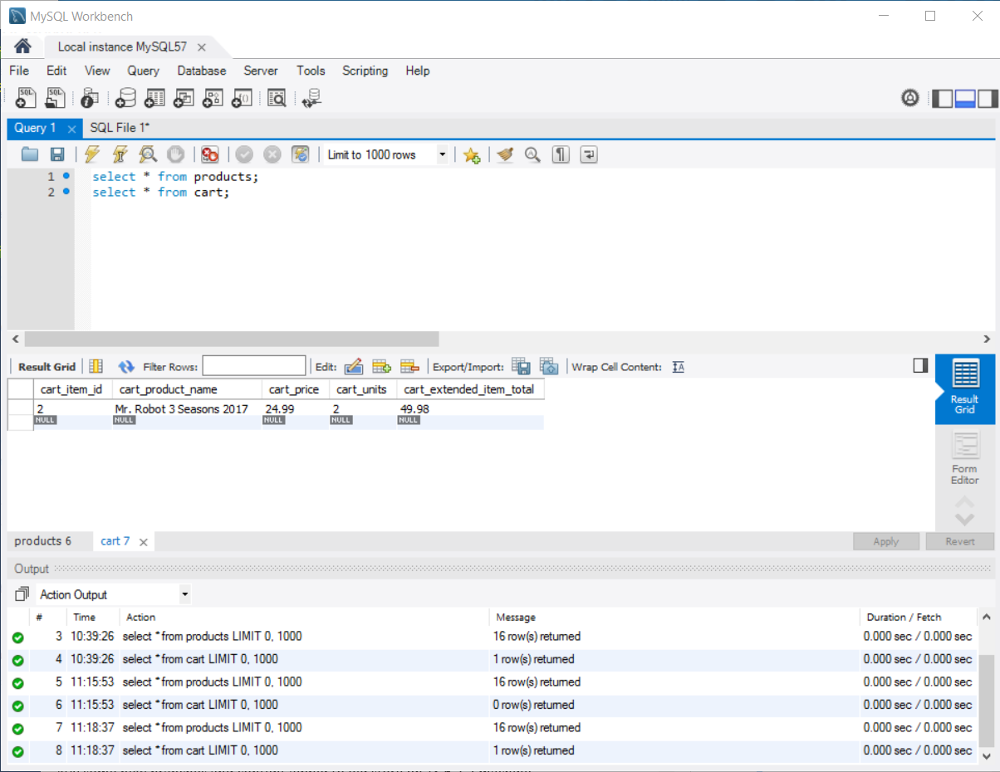 MySQL Workbench
Local instance MySQL57
File Edit View Query Database Server Tools Scripting Help
Query 1 SQL File 1*
Limit to 1000 rows
1 select * from products;
2 select * from cart;
Result Grid Filter Rows: Edit: Export/Import: Wrap Cell Content:
cart_item_id cart_product_name cart_price cart_units cart_extended_item_total
2 Mr. Robot 3 Seasons 2017 24.99 2 49.98
NULL NULL NULL NULL NULL
Result
Grid
Form
Editor
products 6 cart 7 Apply Revert
Output
Action Output
# Time Action Message Duration / Fetch
3 10:39:26 select * from products LIMIT 0, 1000 16 row(s) returned 0.000 sec / 0.000 sec
4 10:39:26 select * from cart LIMIT 0, 1000 1 row(s) returned 0.000 sec / 0.000 sec
5 11:15:53 select * from products LIMIT 0, 1000 16 row(s) returned 0.000 sec / 0.000 sec
6 11:15:53 select * from cart LIMIT 0, 1000 0 row(s) returned 0.000 sec / 0.000 sec
7 11:18:37 select * from products LIMIT 0, 1000 16 row(s) returned 0.000 sec / 0.000 sec
8 11:18:37 select * from cart LIMIT 0, 1000 1 row(s) returned 0.000 sec / 0.000 sec